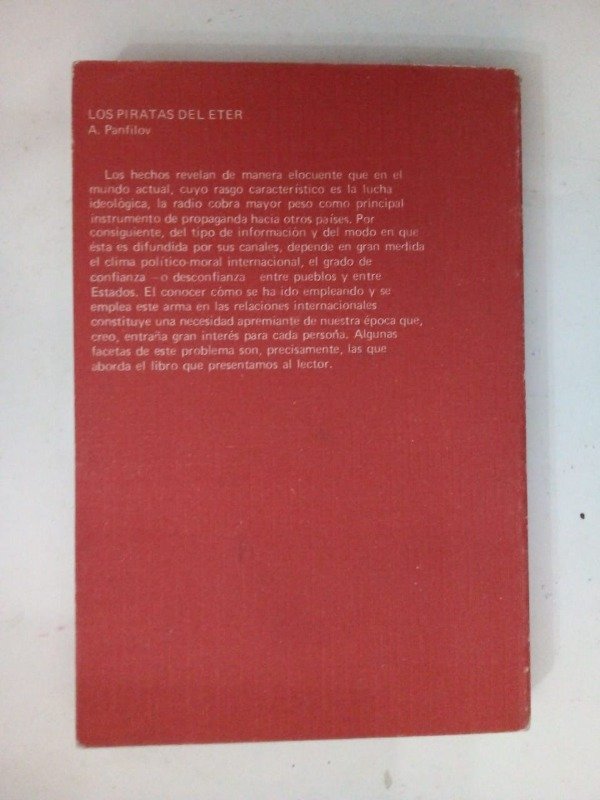 LOS PIRATAS DEL ETER
A. Panfilov
Los hechos revelan de manera elocuente que en el
mundo actual, cuyo rasgo característico es la lucha
ideológica, la radio cobra mayor peso como principal
instrumento de propaganda hacia otros países. Por
consiguiente, del tipo de información y del modo en que
ésta es difundida por sus canales, depende en gran medida
el clima político-moral internacional, el grado de
confianza —o desconfianza— entre pueblos y entre
Estados. El conocer cómo se ha ido empleando y se
emplea este arma en las relaciones internacionales
constituye una necesidad apremiante de nuestra época que,
creo, entraña gran interés para cada persona. Algunas
facetas de este problema son, precisamente, las que
aborda el libro que presentamos al lector.